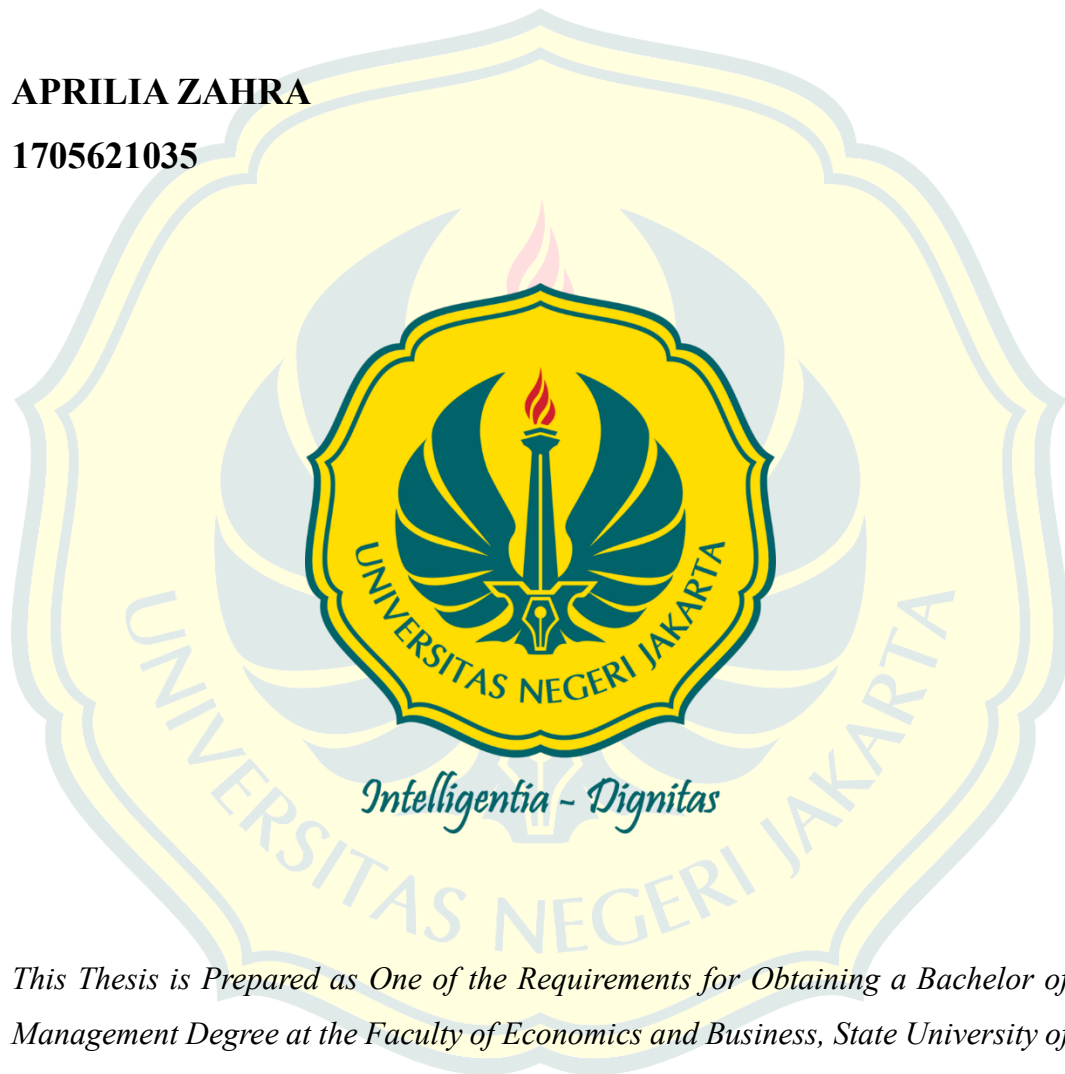 APRILIA ZAHRA
1705621035
UNIVERSITAS NEGERI JAKARTA
Intelligentia - Dignitas
UNIVERSITAS NEGERI JAKARTA
This Thesis is Prepared as One of the Requirements for Obtaining a Bachelor of
Management Degree at the Faculty of Economics and Business, State University of